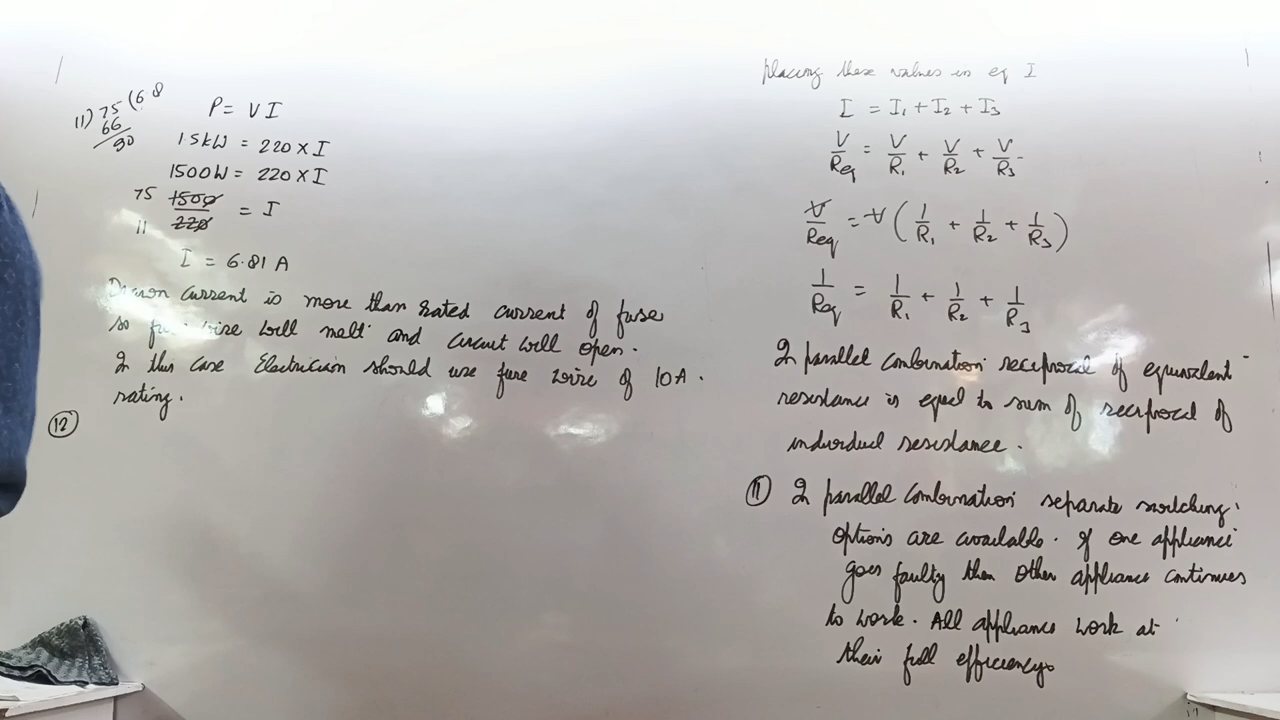 11) 75 (6 8
66
90
P = VI
1.5kW = 220 x I
1500W = 220 x I
75 1500 / 11 220 = I
I = 6.81 A
Drawn current is more than rated current of fuse
so fuse wire will melt and circuit will open.
In this case Electrician should use fuse wire of 10A.
rating.
12
placing these values in eq I
I = I₁ + I₂ + I₃
V/Req = V/R₁ + V/R₂ + V/R₃
V/Req = V (1/R₁ + 1/R₂ + 1/R₃)
1/Req = 1/R₁ + 1/R₂ + 1/R₃
In parallel combination reciprocal of equivalent
resistance is equal to sum of reciprocal of
individual resistance.
11 In parallel combination separate switching
options are available. If one appliance
goes faulty then other appliance continues
to work. All appliance work at
their full efficiency.